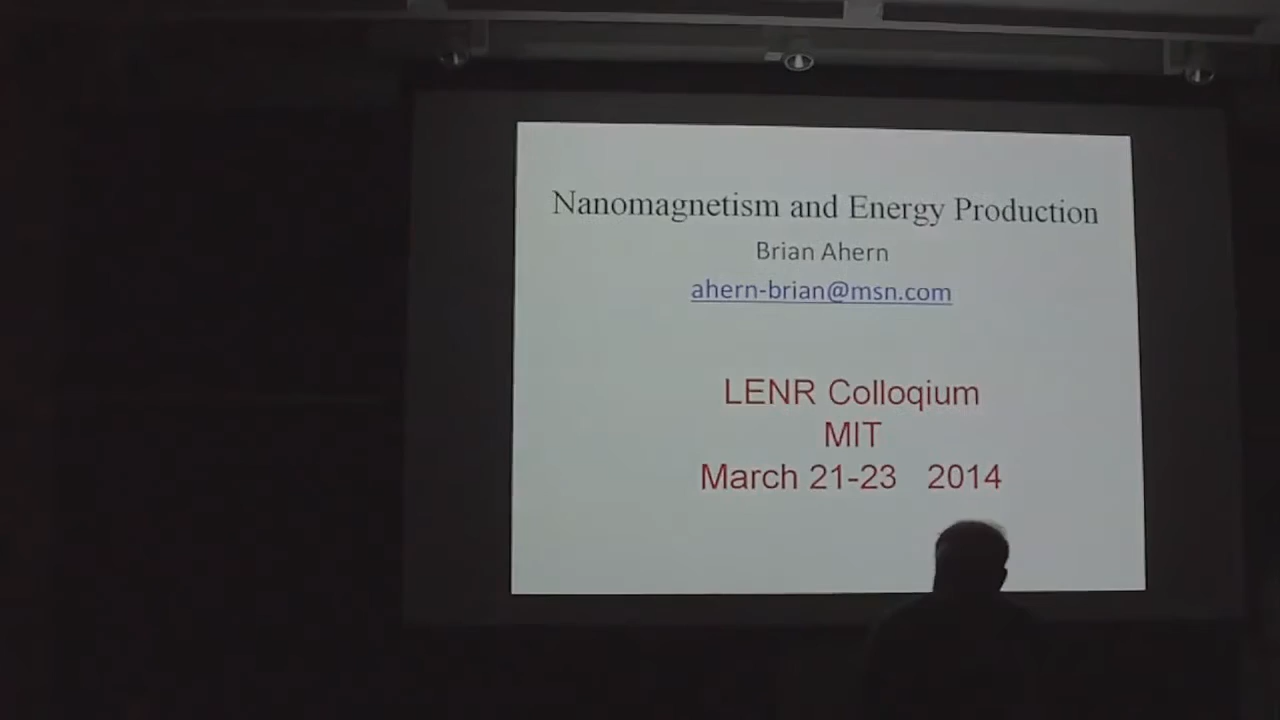 Nanomagnetism and Energy Production
Brian Ahern
ahern-brian@msn.com
LENR Colloqium
MIT
March 21-23 2014